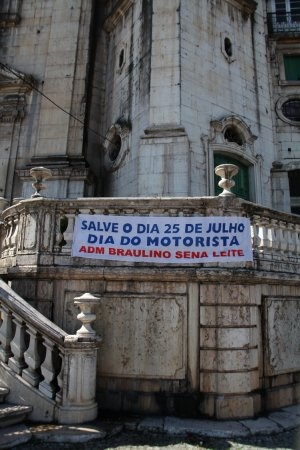 SALVE O DIA 25 DE JULHO
DIA DO MOTORISTA
ADM BRAULINO SENA LEITE